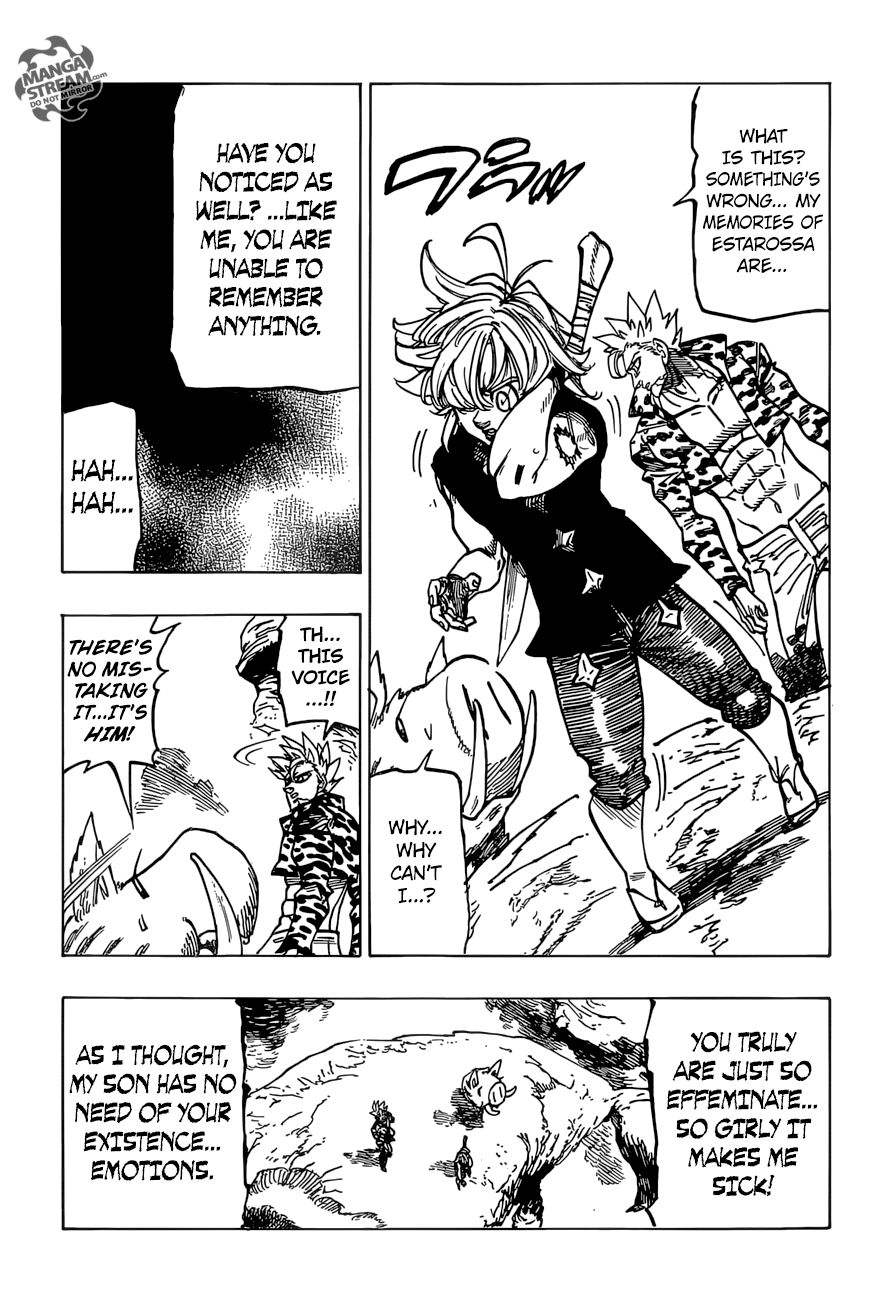 MANGA
STREAM.com
DO NOT MIRROR
WHAT
IS THIS?
SOMETHING'S
WRONG... MY
MEMORIES OF
ESTAROSSA
ARE...
WHY...
WHY
CAN'T
I...?
HAVE YOU
NOTICED AS
WELL? ...LIKE
ME, YOU ARE
UNABLE TO
REMEMBER
ANYTHING.
HAH...
HAH...
TH...
THIS
VOICE
...!!
THERE'S
NO MIS-
TAKING
IT...IT'S
HIM!
YOU TRULY
ARE JUST SO
EFFEMINATE...
SO GIRLY IT
MAKES ME
SICK!
AS I THOUGHT,
MY SON HAS NO
NEED OF YOUR
EXISTENCE...
EMOTIONS.